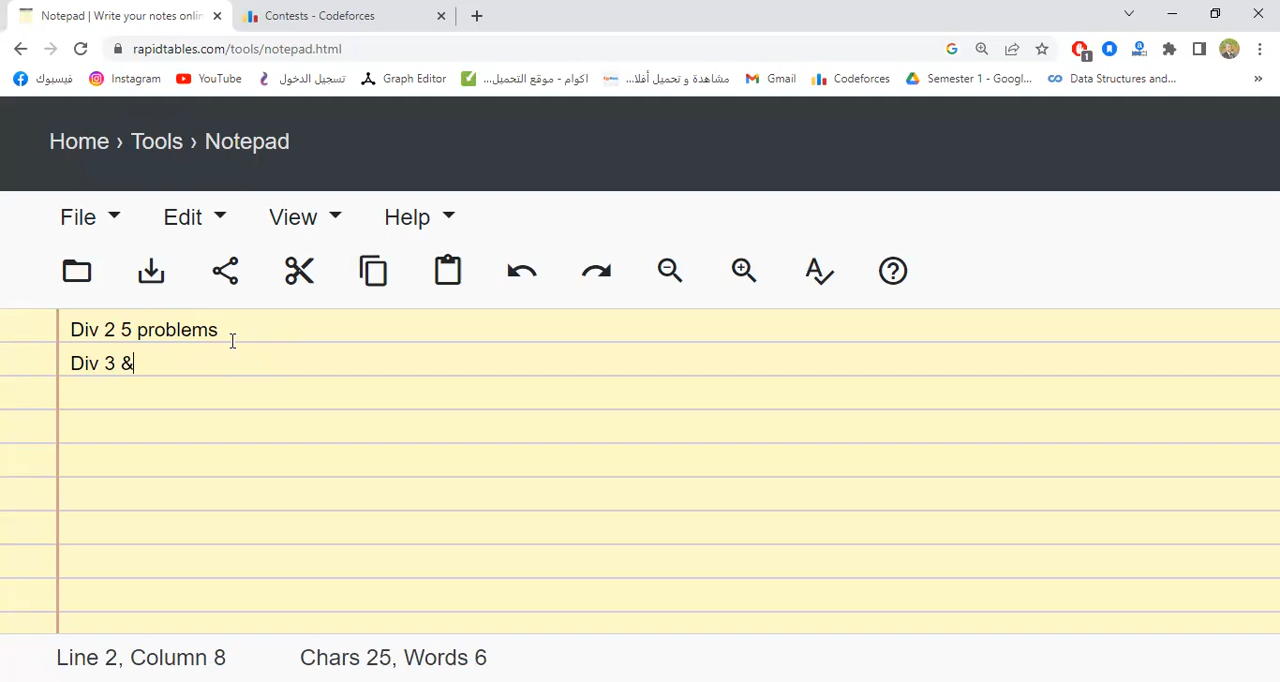 Notepad | Write your notes onlin
Contests - Codeforces
rapidtables.com/tools/notepad.html
1
فيسبوك
Instagram
YouTube
تسجيل الدخول
Graph Editor
اكوام - موقع التحميل...
مشاهدة و تحميل أفلا...
Gmail
Codeforces
Semester 1 - Googl...
Data Structures and...
»
Home › Tools › Notepad
File Edit View Help
Div 2 5 problems
Div 3 &
Line 2, Column 8 Chars 25, Words 6